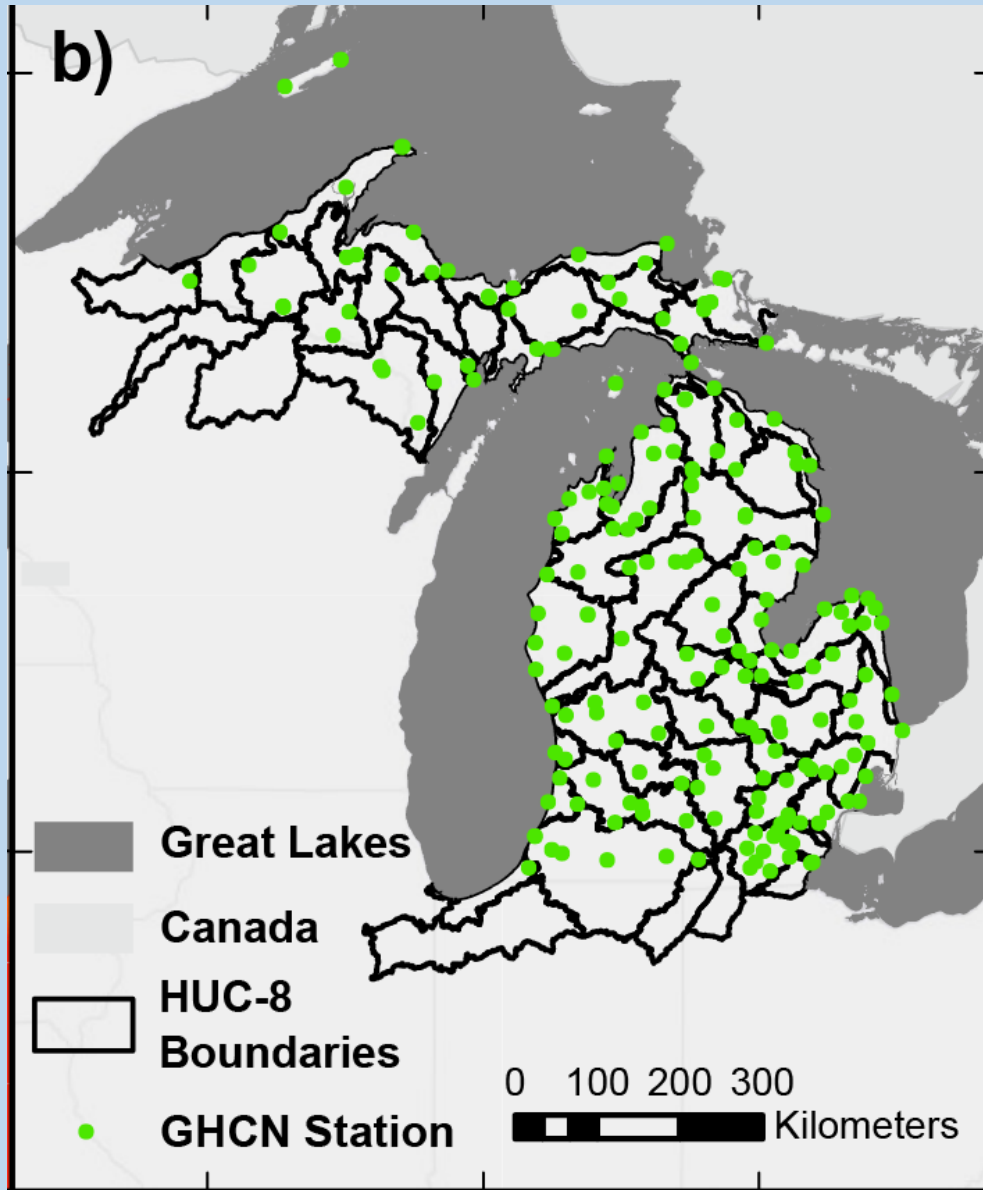 b)
Great Lakes
Canada
HUC-8
Boundaries
GHCN Station
0 100 200 300
Kilometers